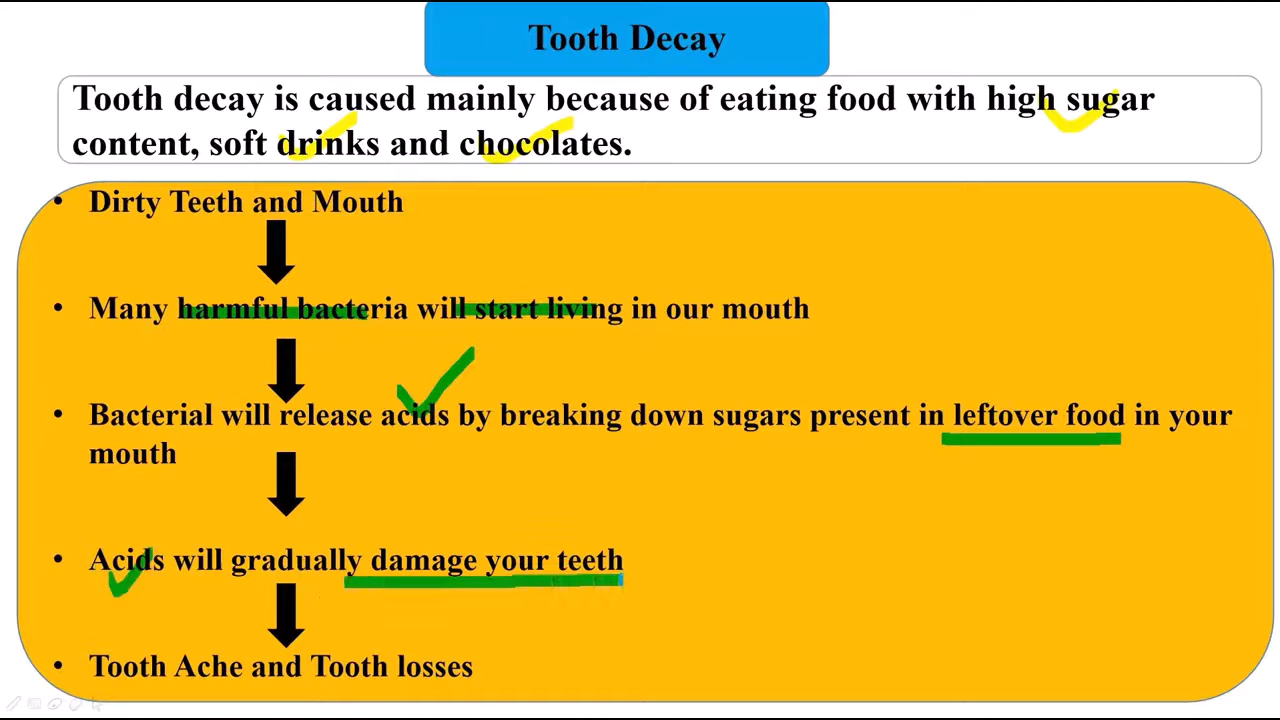 Tooth Decay
Tooth decay is caused mainly because of eating food with high sugar
content, soft drinks and chocolates.
• Dirty Teeth and Mouth
• Many harmful bacteria will start living in our mouth
• Bacterial will release acids by breaking down sugars present in leftover food in your
mouth
• Acids will gradually damage your teeth
• Tooth Ache and Tooth losses